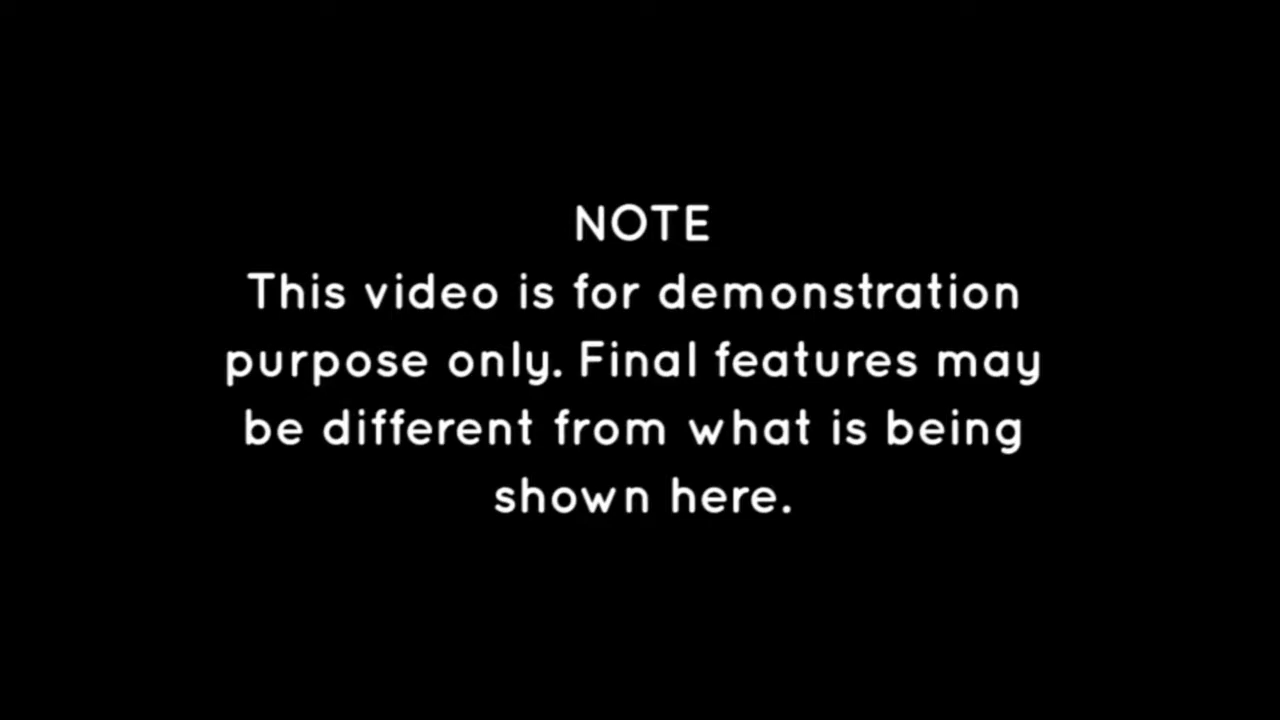 NOTE
This video is for demonstration
purpose only. Final features may
be different from what is being
shown here.